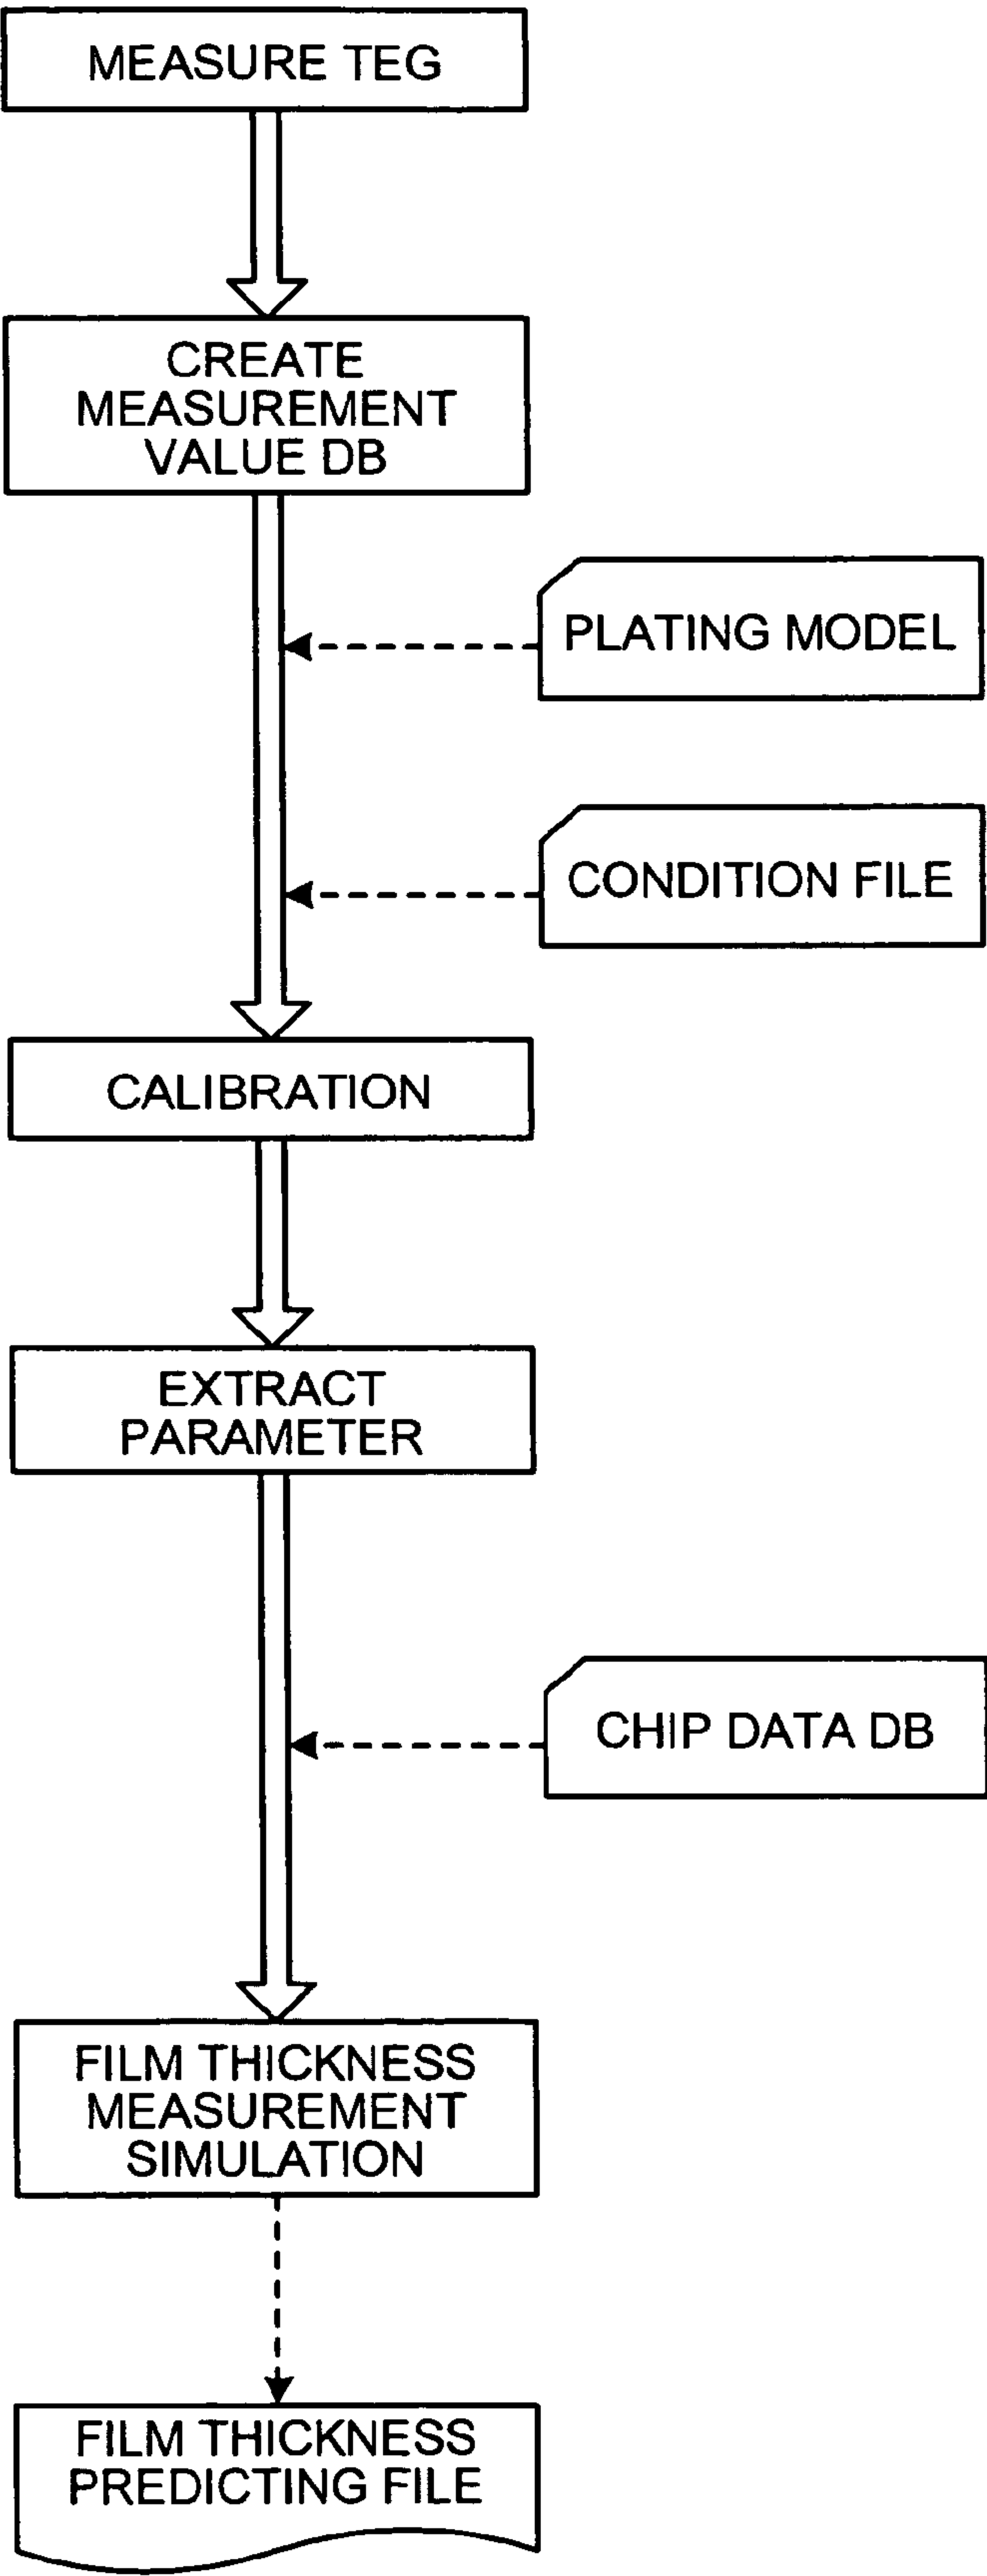 MEASURE TEG
CREATE
MEASUREMENT
VALUE DB
PLATING MODEL
CONDITION FILE
CALIBRATION
EXTRACT
PARAMETER
CHIP DATA DB
FILM THICKNESS
MEASUREMENT
SIMULATION
FILM THICKNESS
PREDICTING FILE